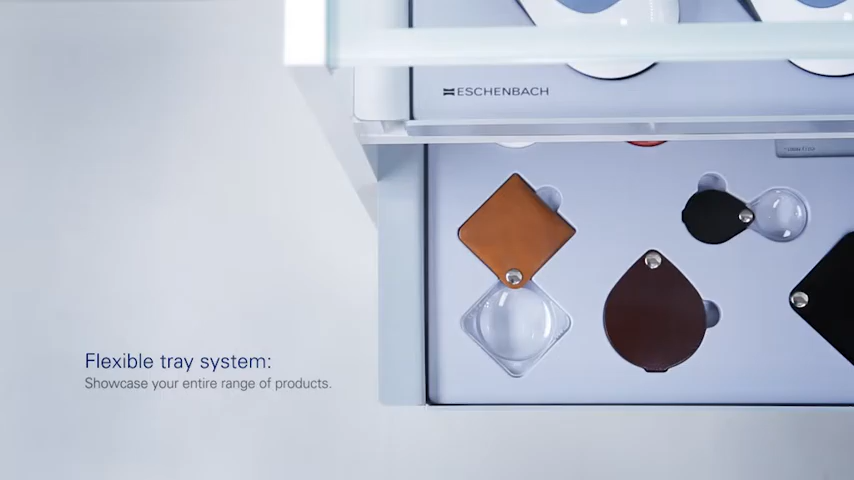 ESCHENBACH
Flexible tray system:
Showcase your entire range of products.